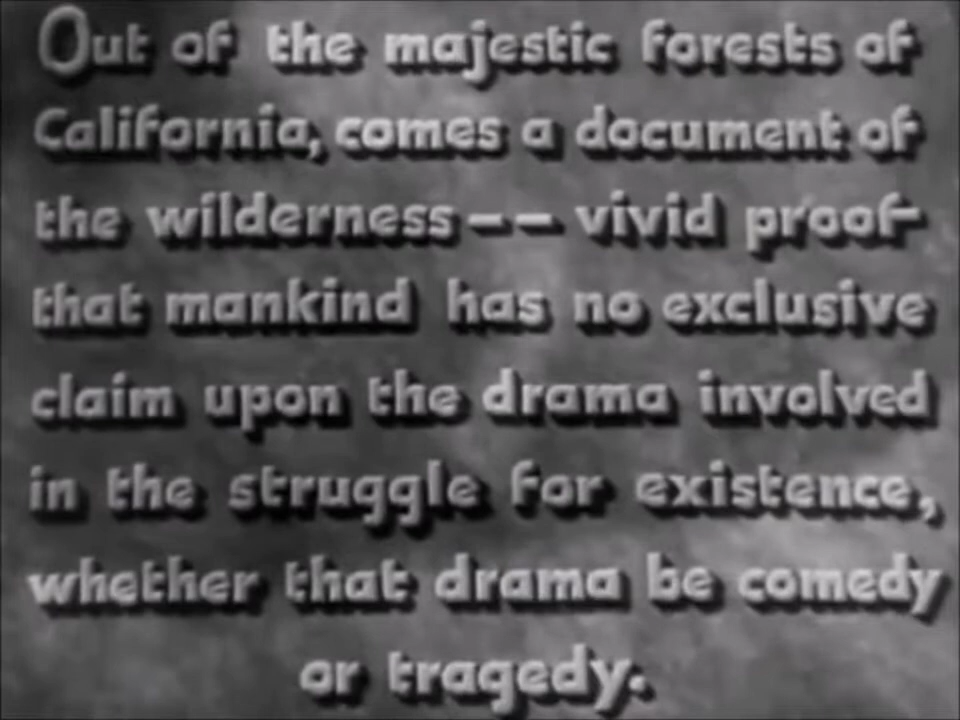 Out of the majestic forests of
California, comes a document of
the wilderness -- vivid proof
that mankind has no exclusive
claim upon the drama involved
in the struggle for existence,
whether that drama be comedy
or tragedy.